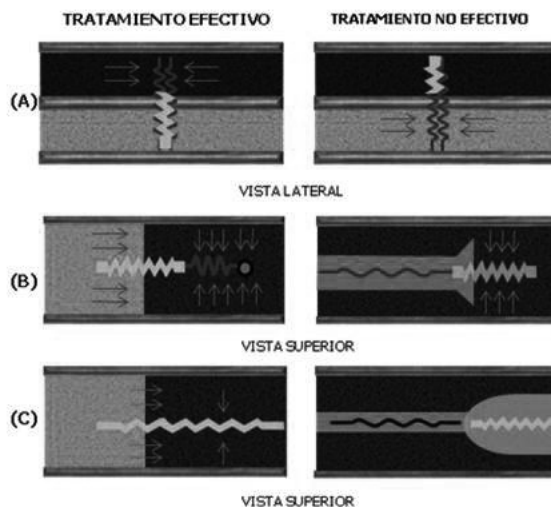 TRATAMIENTO EFECTIVO
TRATAMIENTO NO EFECTIVO
(A)
VISTA LATERAL
(B)
VISTA SUPERIOR
(C)
VISTA SUPERIOR